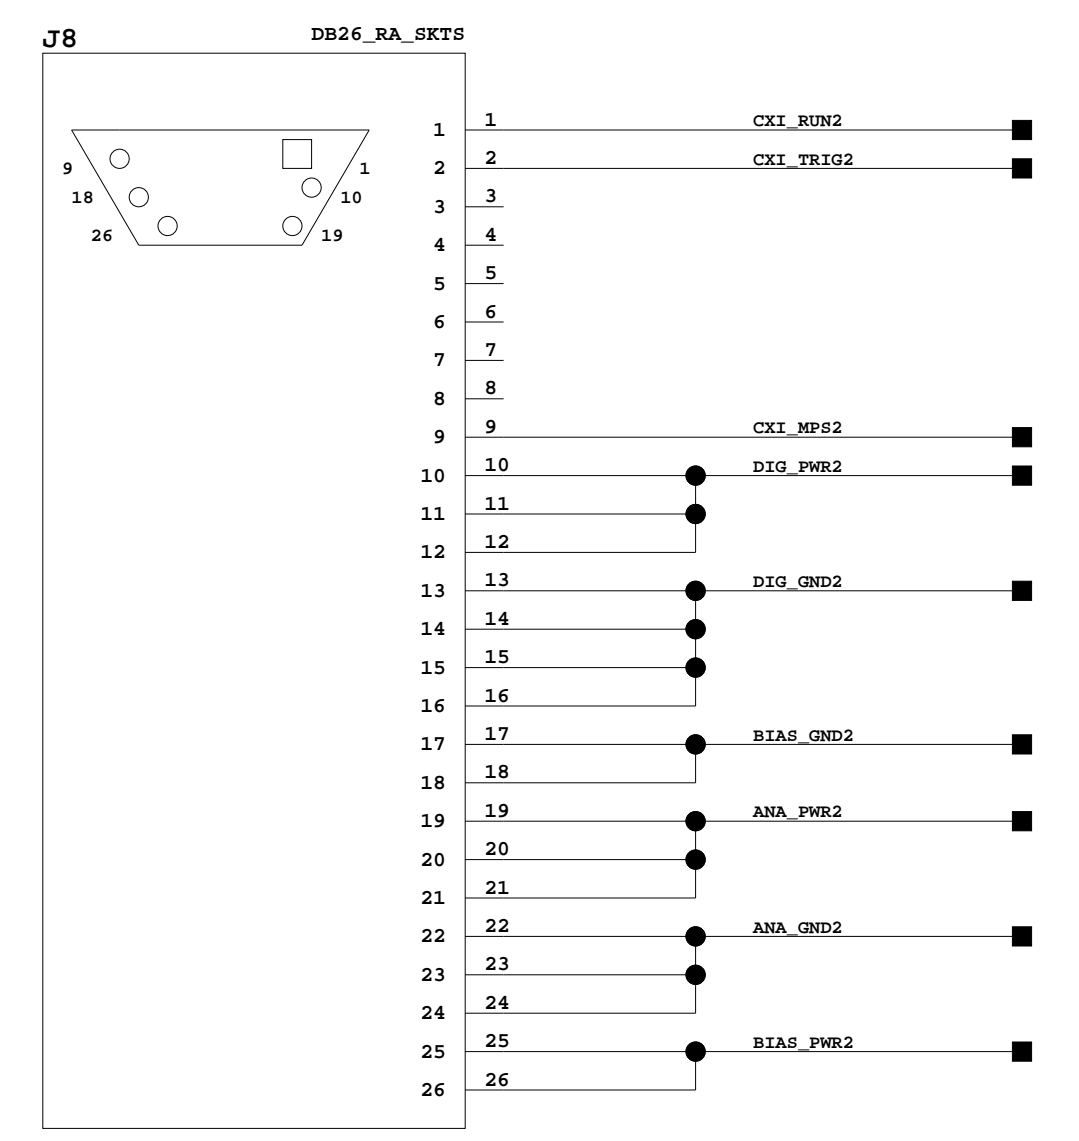 J8 DB26_RA_SKTS
1 1 CXI_RUN2
9 1
2 2 CXI_TRIG2
18 10
3 3
26 19
4 4
5 5
6 6
7 7
8 8
9 9 CXI_MPS2
10 10 DIG_PWR2
11 11
12 12
13 13 DIG_GND2
14 14
15 15
16 16
17 17 BIAS_GND2
18 18
19 19 ANA_PWR2
20 20
21 21
22 22 ANA_GND2
23 23
24 24
25 25 BIAS_PWR2
26 26